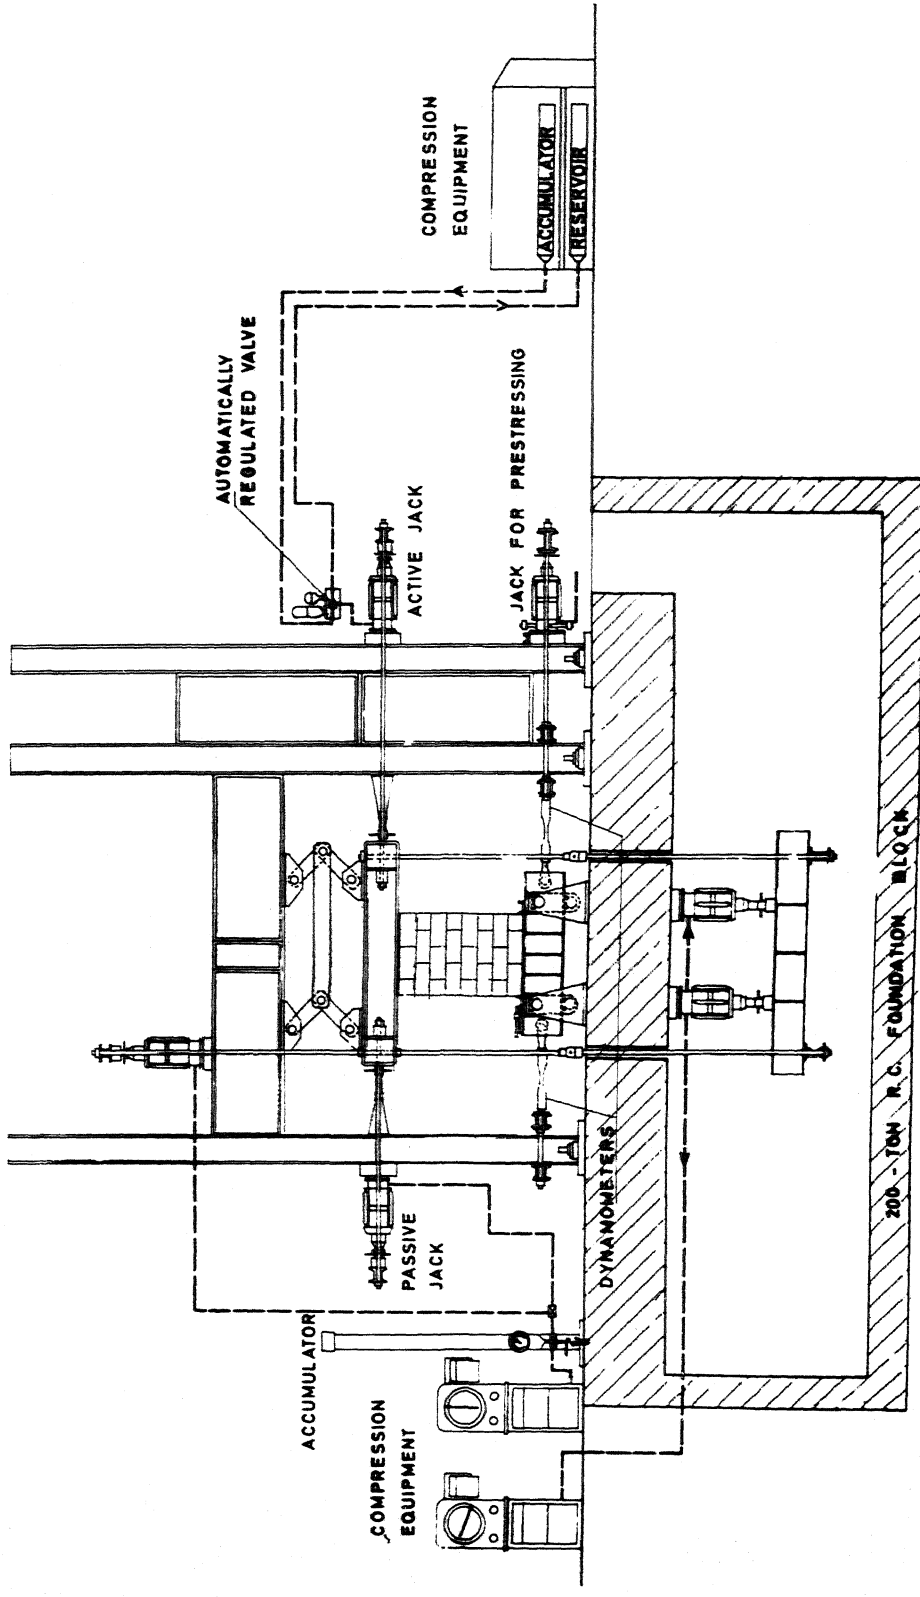 COMPRESSION
EQUIPMENT
ACCUMULATOR
RESERVOIR
AUTOMATICALLY
REGULATED VALVE
ACTIVE JACK
JACK FOR PRESTRESSING
PASSIVE
JACK
DYNAMOMETERS
ACCUMULATOR
COMPRESSION
EQUIPMENT
200 - TON R.C. FOUNDATION BLOCK